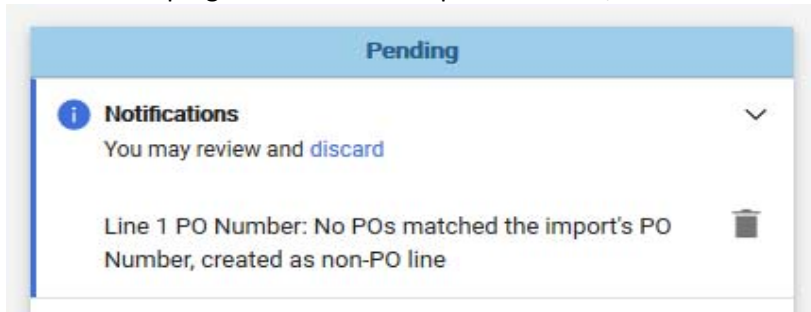 Pending
Notifications
You may review and discard
Line 1 PO Number: No POs matched the import's PO
Number, created as non-PO line